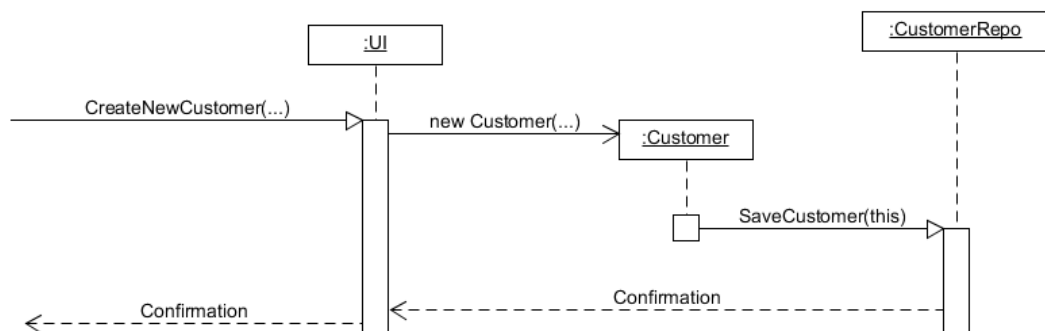 :UI
:CustomerRepo
CreateNewCustomer(...)
new Customer(...)
:Customer
SaveCustomer(this)
Confirmation
Confirmation